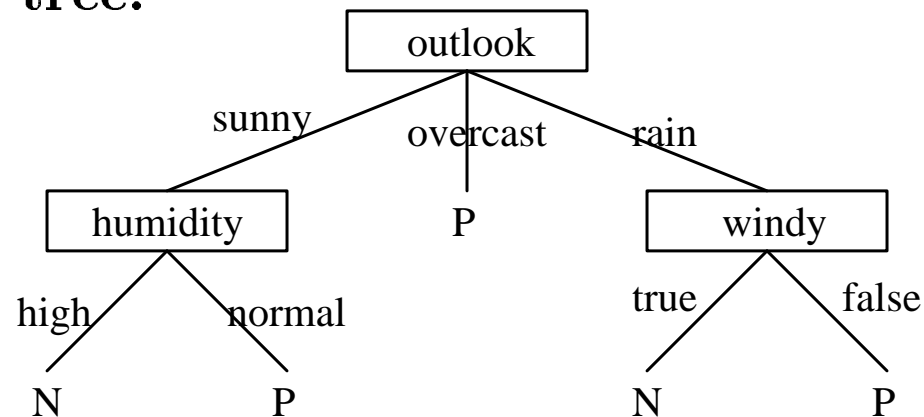 tree.
outlook
sunny overcast rain
humidity P windy
high normal true false
N P N P